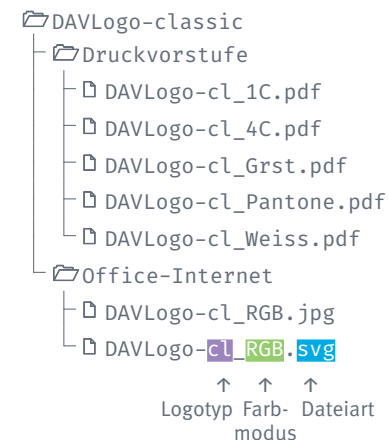 DAVLogo-classic
Druckvorstufe
DAVLogo-cl_1C.pdf
DAVLogo-cl_4C.pdf
DAVLogo-cl_Grst.pdf
DAVLogo-cl_Pantone.pdf
DAVLogo-cl_Weiss.pdf
Office-Internet
DAVLogo-cl_RGB.jpg
DAVLogo-cl_RGB.svg
↑ ↑ ↑
Logotyp Farb- Dateiart
modus